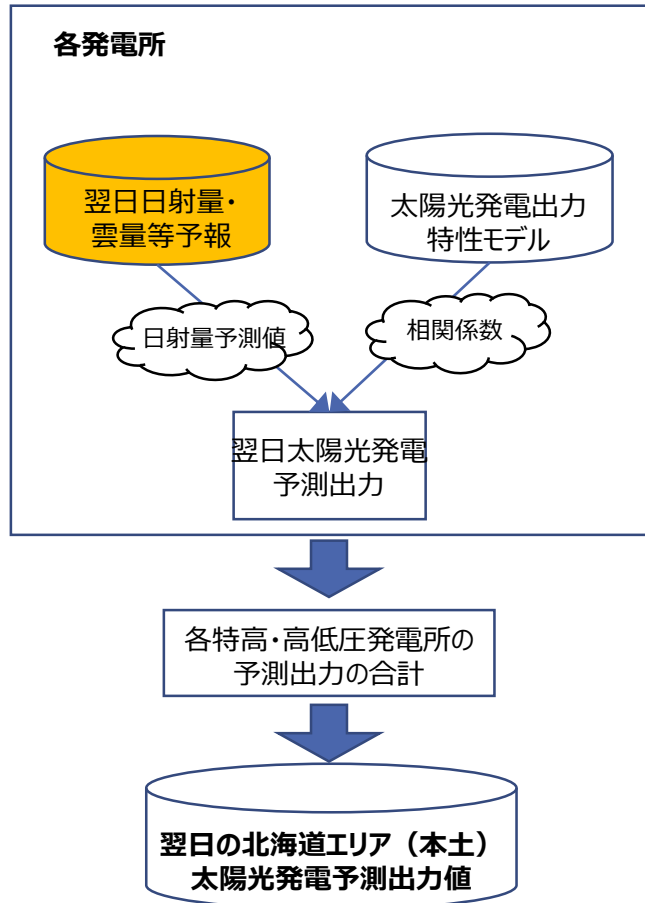 各発電所
翌日日射量・
雲量等予報
太陽光発電出力
特性モデル
日射量予測値
相関係数
翌日太陽光発電
予測出力
各特高・高低圧発電所の
予測出力の合計
翌日の北海道エリア（本土）
太陽光発電予測出力値